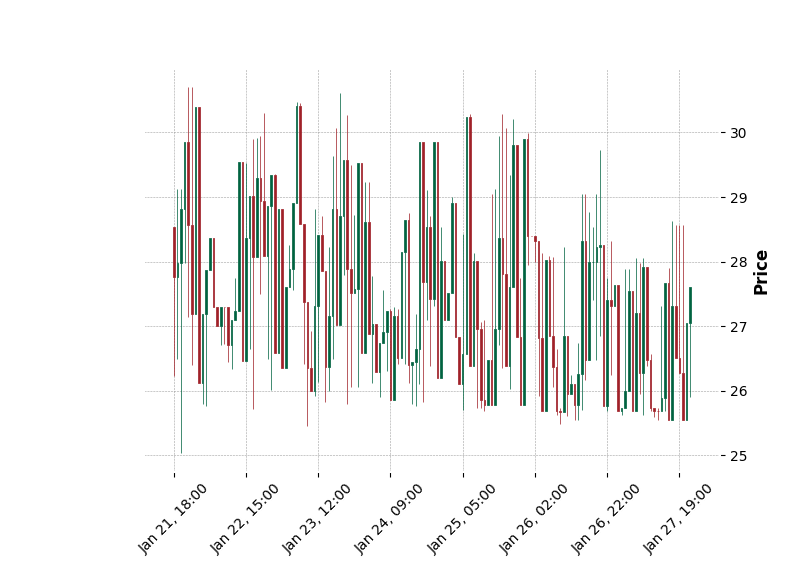 30
29
28
27
26
25
Price
Jan 21, 18:00
Jan 22, 15:00
Jan 23, 12:00
Jan 24, 09:00
Jan 25, 05:00
Jan 26, 02:00
Jan 26, 22:00
Jan 27, 19:00